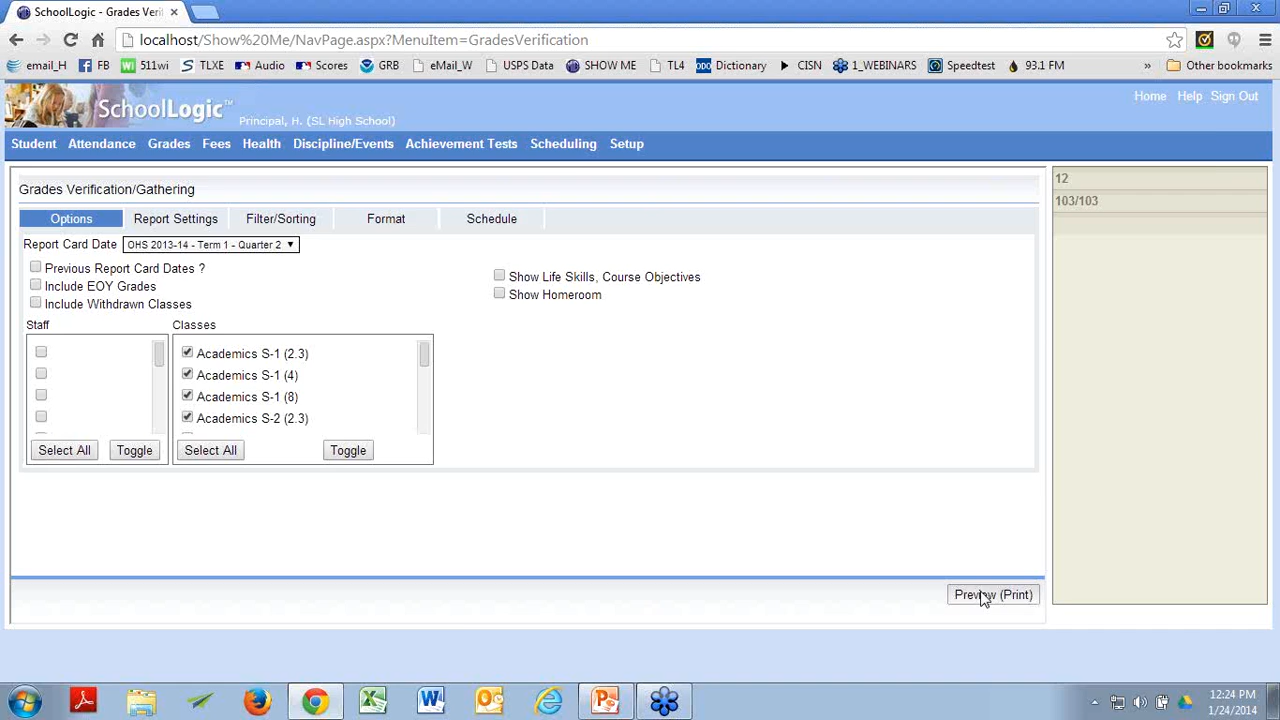 SchoolLogic - Grades Veri
localhost/Show%20Me/NavPage.aspx?MenuItem=GradesVerification
email_H FB 511wi TLXE Audio Scores GRB eMail_W USPS Data SHOW ME TL4 Dictionary CISN 1_WEBINARS Speedtest 93.1 FM » Other bookmarks
SchoolLogic™
Principal, H. (SL High School)
Home Help Sign Out
Student Attendance Grades Fees Health Discipline/Events Achievement Tests Scheduling Setup
Grades Verification/Gathering
Options Report Settings Filter/Sorting Format Schedule
Report Card Date OHS 2013-14 - Term 1 - Quarter 2
Previous Report Card Dates ?
Include EOY Grades
Include Withdrawn Classes
Show Life Skills, Course Objectives
Show Homeroom
Staff Classes
Academics S-1 (2.3)
Academics S-1 (4)
Academics S-1 (8)
Academics S-2 (2.3)
Select All Toggle Select All Toggle
Preview (Print)
12
103/103
12:24 PM
1/24/2014